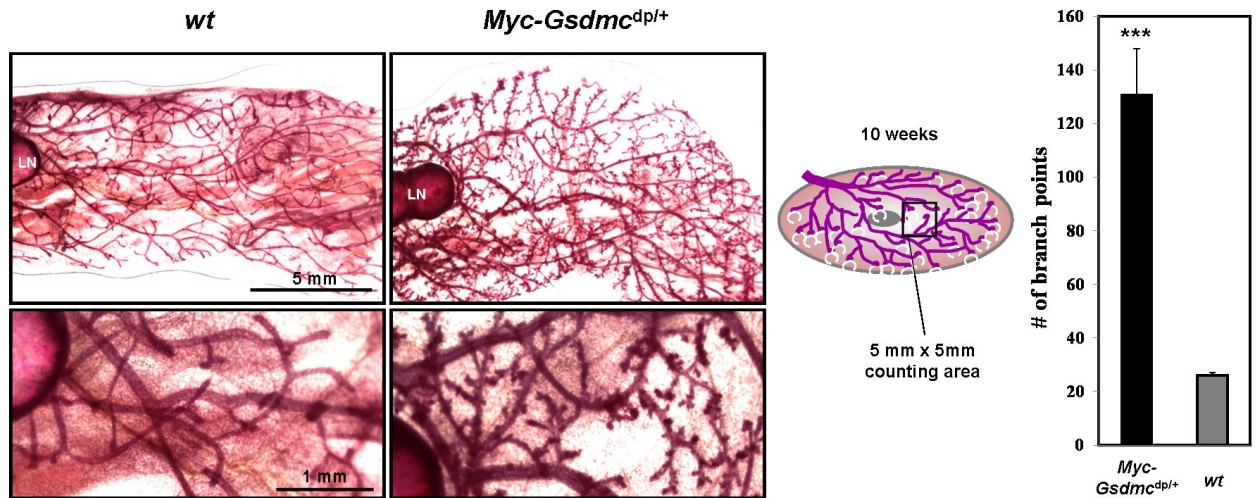 wt
Myc-Gsdmcdp/+
LN
5 mm
LN
1 mm
10 weeks
5 mm x 5mm
counting area
# of branch points
160
140
120
100
80
60
40
20
0
***
Myc-
Gsdmcdp/+
wt